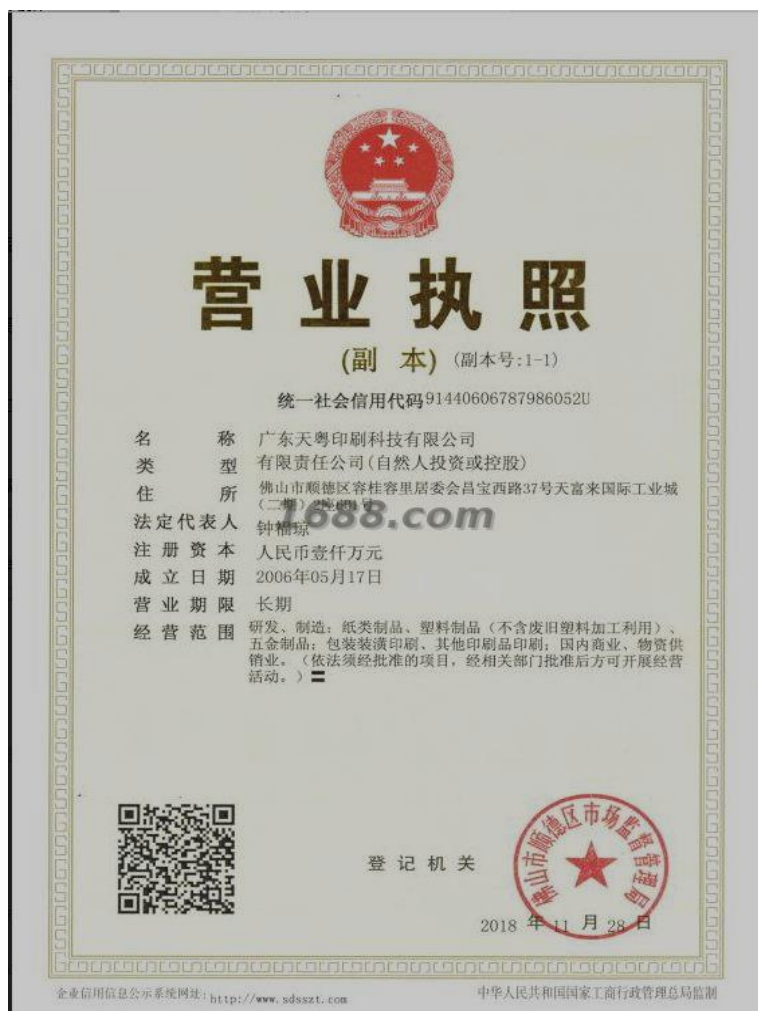 营业执照
(副 本) (副本号:1-1)
统一社会信用代码91440606787986052U
名 称 广东天粤印刷科技有限公司
类 型 有限责任公司(自然人投资或控股)
住 所 佛山市顺德区容桂容里居委会昌宝西路37号天富来国际工业城
(二期)2座601号
1688.com
法定代表人 钟福琼
注 册 资 本 人民币壹仟万元
成 立 日 期 2006年05月17日
营 业 期 限 长期
经 营 范 围 研发、制造:纸类制品、塑料制品(不含废旧塑料加工利用)、
五金制品;包装装潢印刷、其他印刷品印刷;国内商业、物资供
销业。(依法须经批准的项目,经相关部门批准后方可开展经营
活动。)〓
佛山市顺德区市场监督管理局
登 记 机 关
2018 年 11 月 28 日
企业信用信息公示系统网址:http://www.sdsszt.com
中华人民共和国国家工商行政管理总局监制